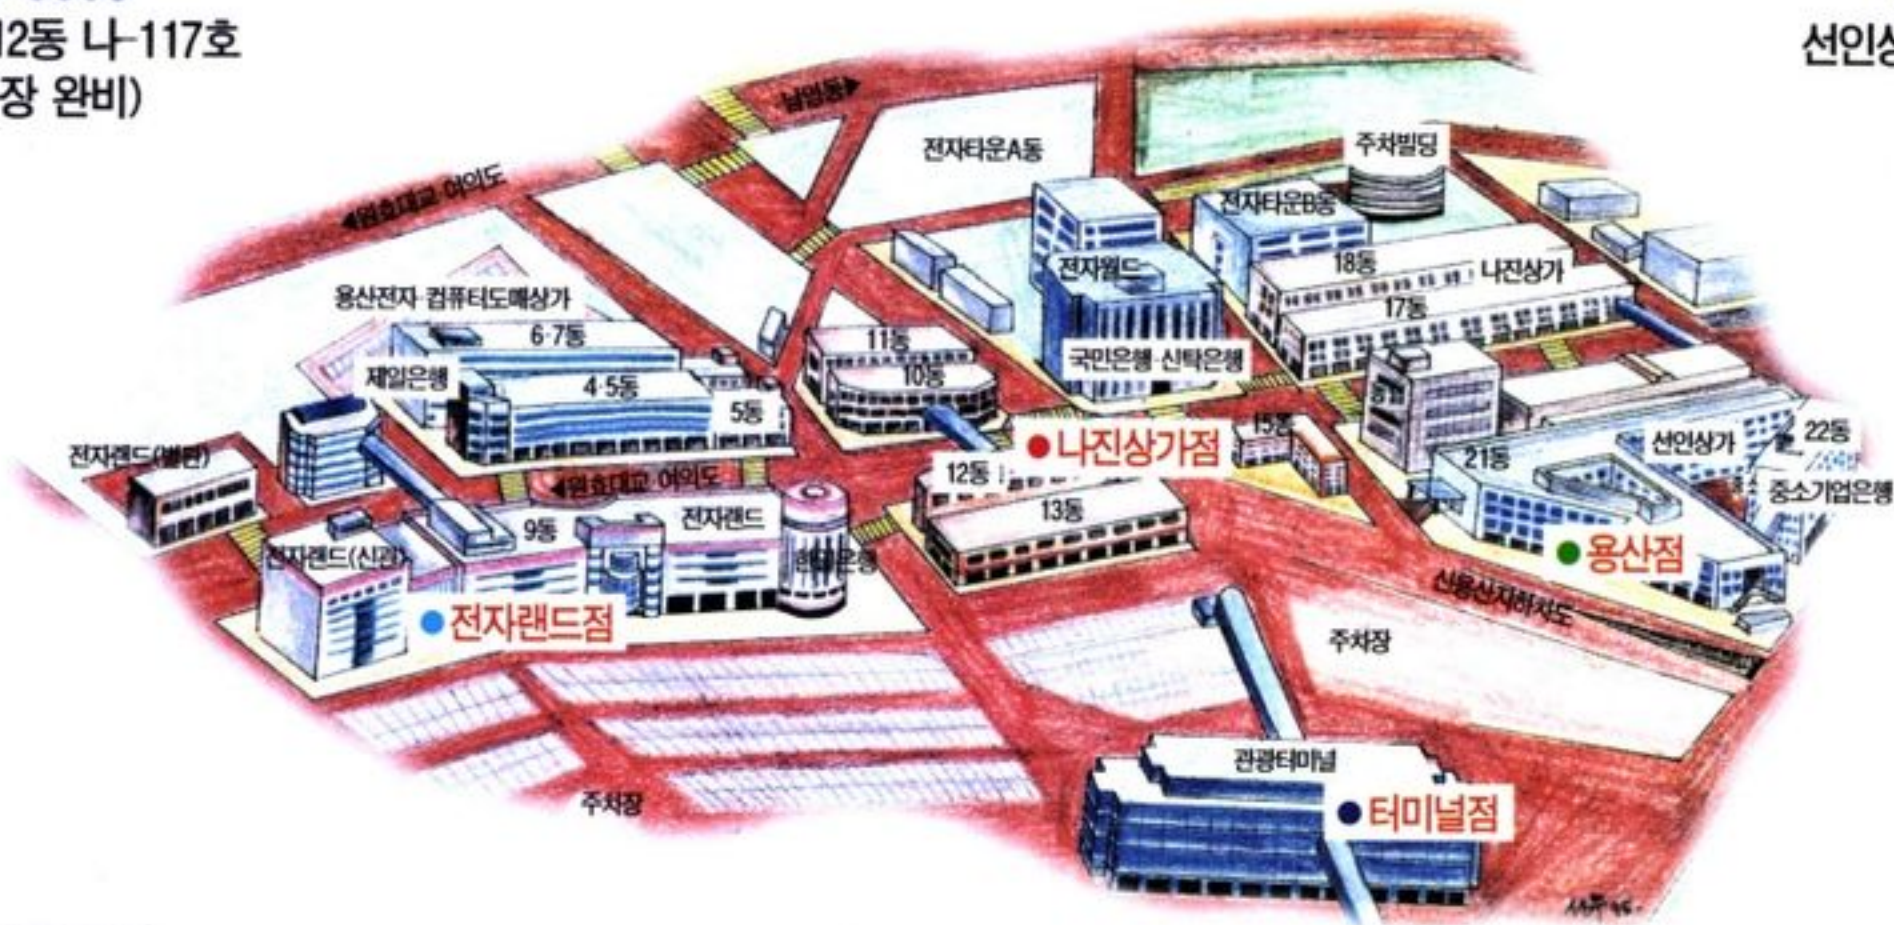 12동 나-117호
장 완비)
선인상
남영동▶
전자타운A동
주차빌딩
◀원효대교 여의도
전자타운B동
전자월드
18동
나진상가
17동
용산전자·컴퓨터도매상가
6·7동
11동
국민은행·신탁은행
제일은행
4·5동
10동
5동
15동
●나진상가점
선인상가
22동
21동
전자랜드(별관)
12동
◀원효대교 여의도
중소기업은행
13동
9동
전자랜드
전자랜드(신관)
●용산점
신용산지하차도
●전자랜드점
주차장
관광터미널
주차장
●터미널점